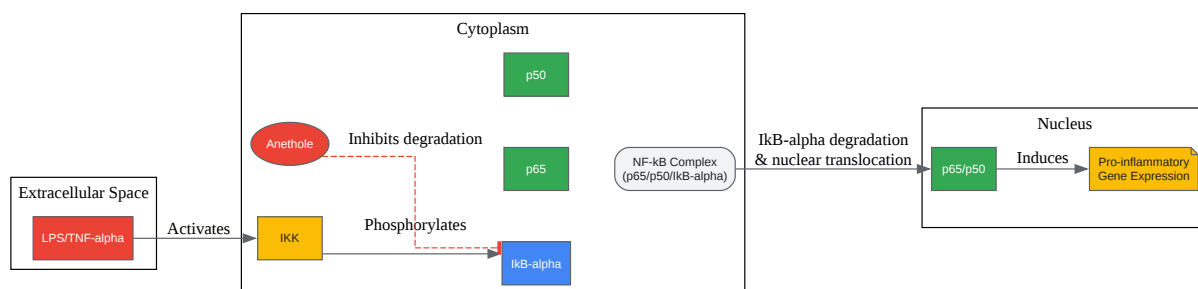 Cytoplasm
p50
Anethole
Inhibits degradation
p65
NF-kB Complex
(p65/p50/IkB-alpha)
IkB-alpha degradation
& nuclear translocation
Nucleus
p65/p50
Induces
Pro-inflammatory
Gene Expression
Extracellular Space
LPS/TNF-alpha
Activates
IKK
Phosphorylates
IkB-alpha